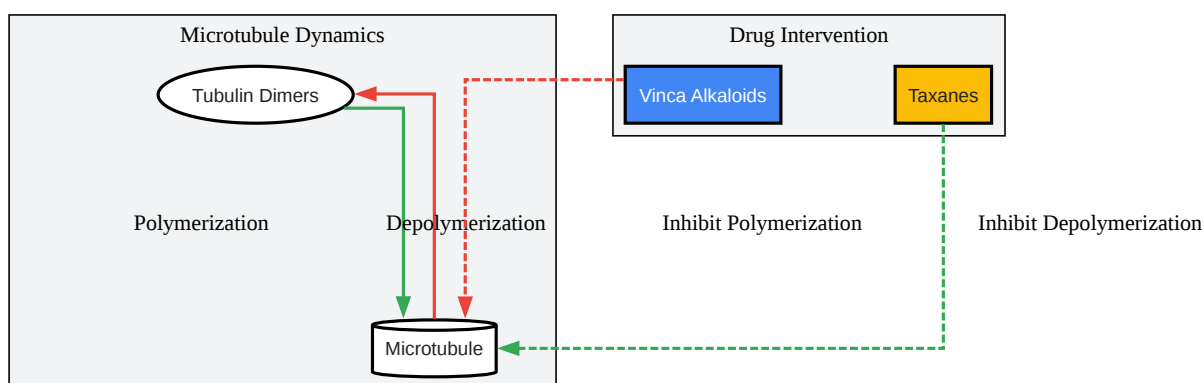 Microtubule Dynamics
Drug Intervention
Tubulin Dimers
Vinca Alkaloids
Taxanes
Polymerization
Depolymerization
Inhibit Polymerization
Inhibit Depolymerization
Microtubule